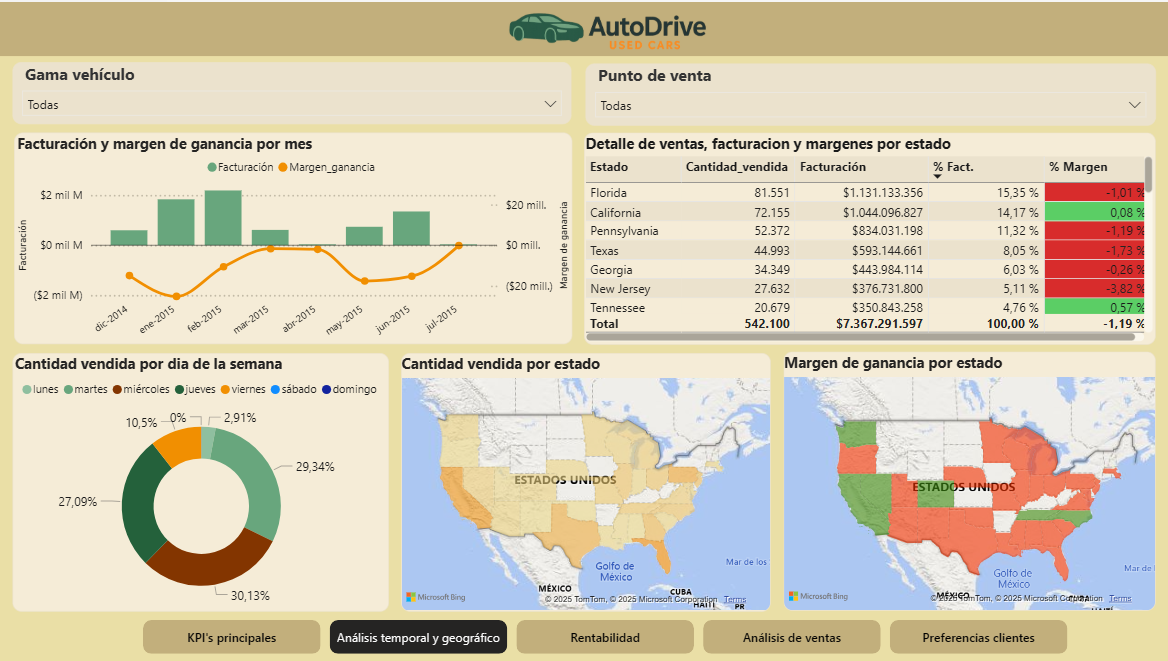 AutoDrive
USED CARS
Gama vehículo
Todas
Punto de venta
Todas
Facturación y margen de ganancia por mes
Facturación Margen_ganancia
Facturación
$2 mil M
$0 mil M
($2 mil M)
$20 mill.
$0 mill.
($20 mill.)
Margen de ganancia
dic-2014 ene-2015 feb-2015 mar-2015 abr-2015 may-2015 jun-2015 jul-2015
Detalle de ventas, facturacion y margenes por estado
Estado Cantidad_vendida Facturación % Fact. % Margen
Florida 81.551 $1.131.133.356 15,35 % -1,01 %
California 72.155 $1.044.096.827 14,17 % 0,08 %
Pennsylvania 52.372 $834.031.198 11,32 % -1,19 %
Texas 44.993 $593.144.661 8,05 % -1,73 %
Georgia 34.349 $443.984.114 6,03 % -0,26 %
New Jersey 27.632 $376.731.800 5,11 % -3,82 %
Tennessee 20.679 $350.843.258 4,76 % 0,57 %
Total 542.100 $7.367.291.597 100,00 % -1,19 %
Cantidad vendida por dia de la semana
lunes martes miércoles jueves viernes sábado domingo
0% 2,91%
10,5%
29,34%
27,09%
30,13%
Cantidad vendida por estado
ESTADOS UNIDOS
Golfo de
México
Mar de los
MÉXICO
CUBA
HAITÍ
PR
Microsoft Bing
© 2025 TomTom, © 2025 Microsoft Corporation Terms
Margen de ganancia por estado
ESTADOS UNIDOS
Golfo de
México
Mar de
MÉXICO
Microsoft Bing
© 2025 TomTom, © 2025 Microsoft Corporation Terms
KPI's principales
Análisis temporal y geográfico
Rentabilidad
Análisis de ventas
Preferencias clientes